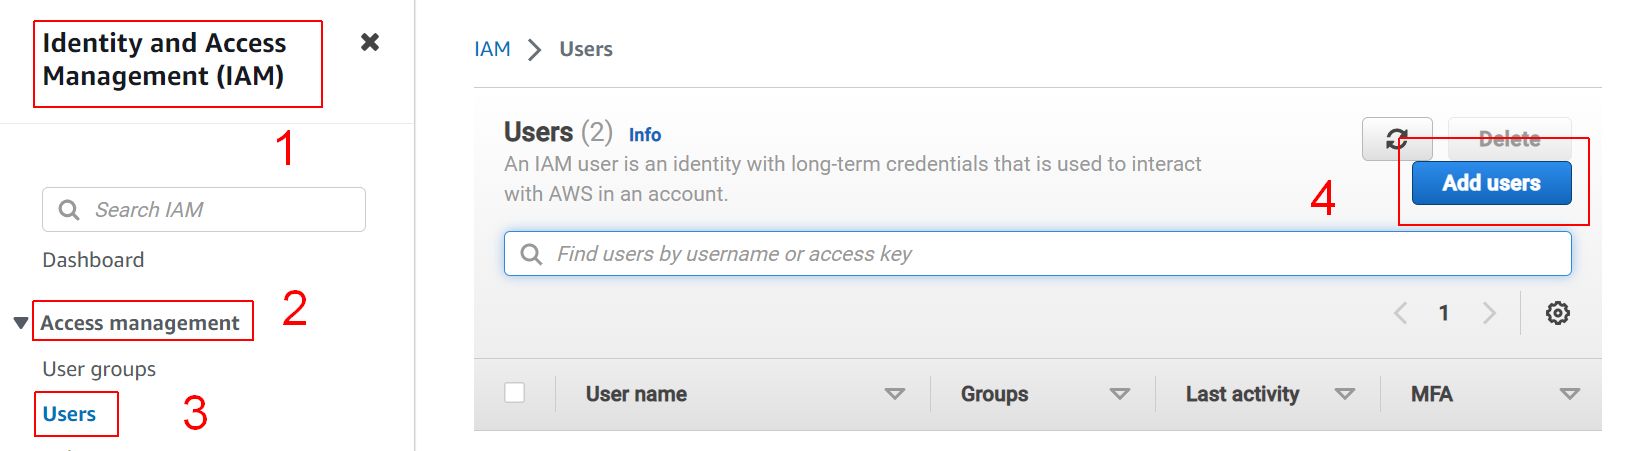 Identity and Access
Management (IAM)
1
Search IAM
Dashboard
Access management
2
User groups
Users
3
IAM > Users
Users (2) Info
Delete
An IAM user is an identity with long-term credentials that is used to interact
with AWS in an account.
Add users
4
Find users by username or access key
1
User name
Groups
Last activity
MFA